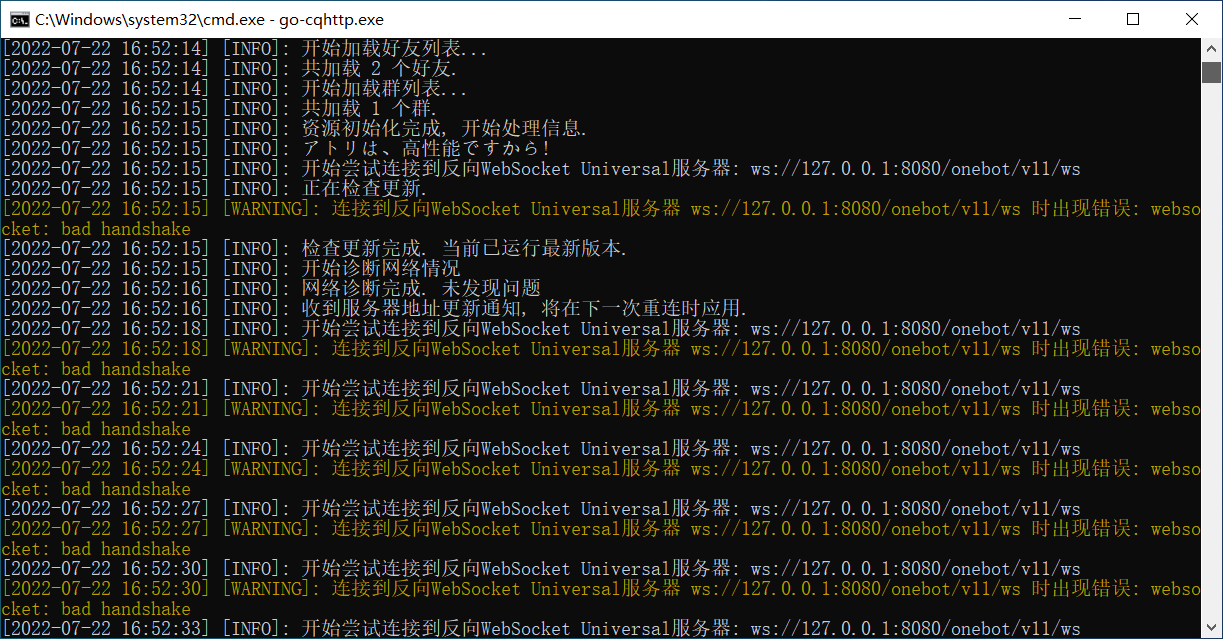 C:\Windows\system32\cmd.exe - go-cqhttp.exe
[2022-07-22 16:52:14] [INFO]: 开始加载好友列表...
[2022-07-22 16:52:14] [INFO]: 共加载 2 个好友.
[2022-07-22 16:52:14] [INFO]: 开始加载群列表...
[2022-07-22 16:52:15] [INFO]: 共加载 1 个群.
[2022-07-22 16:52:15] [INFO]: 资源初始化完成, 开始处理信息.
[2022-07-22 16:52:15] [INFO]: アトリは、高性能ですから!
[2022-07-22 16:52:15] [INFO]: 开始尝试连接到反向WebSocket Universal服务器: ws://127.0.0.1:8080/onebot/v11/ws
[2022-07-22 16:52:15] [INFO]: 正在检查更新.
[2022-07-22 16:52:15] [WARNING]: 连接到反向WebSocket Universal服务器 ws://127.0.0.1:8080/onebot/v11/ws 时出现错误: webso
cket: bad handshake
[2022-07-22 16:52:15] [INFO]: 检查更新完成. 当前已运行最新版本.
[2022-07-22 16:52:15] [INFO]: 开始诊断网络情况
[2022-07-22 16:52:16] [INFO]: 网络诊断完成. 未发现问题
[2022-07-22 16:52:16] [INFO]: 收到服务器地址更新通知, 将在下一次重连时应用.
[2022-07-22 16:52:18] [INFO]: 开始尝试连接到反向WebSocket Universal服务器: ws://127.0.0.1:8080/onebot/v11/ws
[2022-07-22 16:52:18] [WARNING]: 连接到反向WebSocket Universal服务器 ws://127.0.0.1:8080/onebot/v11/ws 时出现错误: webso
cket: bad handshake
[2022-07-22 16:52:21] [INFO]: 开始尝试连接到反向WebSocket Universal服务器: ws://127.0.0.1:8080/onebot/v11/ws
[2022-07-22 16:52:21] [WARNING]: 连接到反向WebSocket Universal服务器 ws://127.0.0.1:8080/onebot/v11/ws 时出现错误: webso
cket: bad handshake
[2022-07-22 16:52:24] [INFO]: 开始尝试连接到反向WebSocket Universal服务器: ws://127.0.0.1:8080/onebot/v11/ws
[2022-07-22 16:52:24] [WARNING]: 连接到反向WebSocket Universal服务器 ws://127.0.0.1:8080/onebot/v11/ws 时出现错误: webso
cket: bad handshake
[2022-07-22 16:52:27] [INFO]: 开始尝试连接到反向WebSocket Universal服务器: ws://127.0.0.1:8080/onebot/v11/ws
[2022-07-22 16:52:27] [WARNING]: 连接到反向WebSocket Universal服务器 ws://127.0.0.1:8080/onebot/v11/ws 时出现错误: webso
cket: bad handshake
[2022-07-22 16:52:30] [INFO]: 开始尝试连接到反向WebSocket Universal服务器: ws://127.0.0.1:8080/onebot/v11/ws
[2022-07-22 16:52:30] [WARNING]: 连接到反向WebSocket Universal服务器 ws://127.0.0.1:8080/onebot/v11/ws 时出现错误: webso
cket: bad handshake
[2022-07-22 16:52:33] [INFO]: 开始尝试连接到反向WebSocket Universal服务器: ws://127.0.0.1:8080/onebot/v11/ws